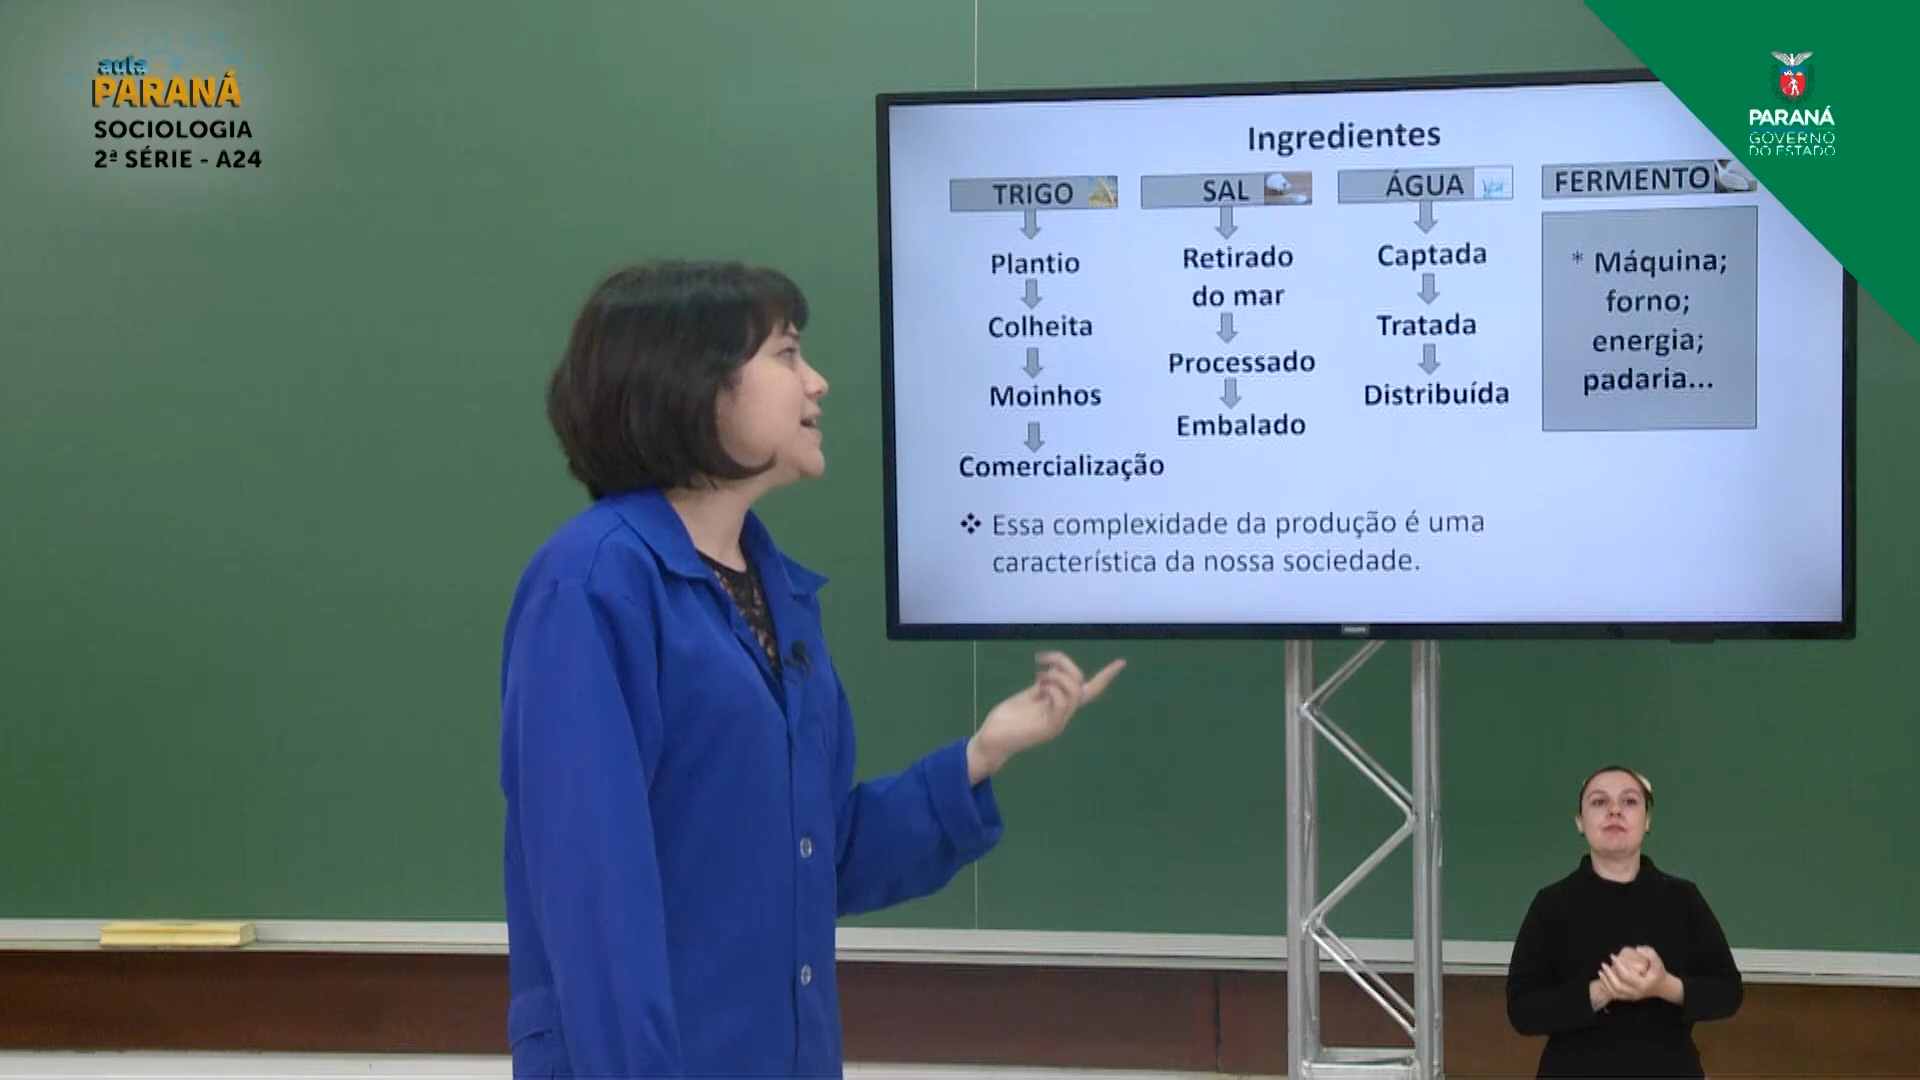 aula
PARANÁ
SOCIOLOGIA
2ª SÉRIE - A24
PARANÁ
GOVERNO
DO ESTADO
Ingredientes
TRIGO
Plantio
Colheita
Moinhos
Comercialização
SAL
Retirado
do mar
Processado
Embalado
ÁGUA
Captada
Tratada
Distribuída
FERMENTO
* Máquina;
forno;
energia;
padaria...
❖ Essa complexidade da produção é uma
característica da nossa sociedade.